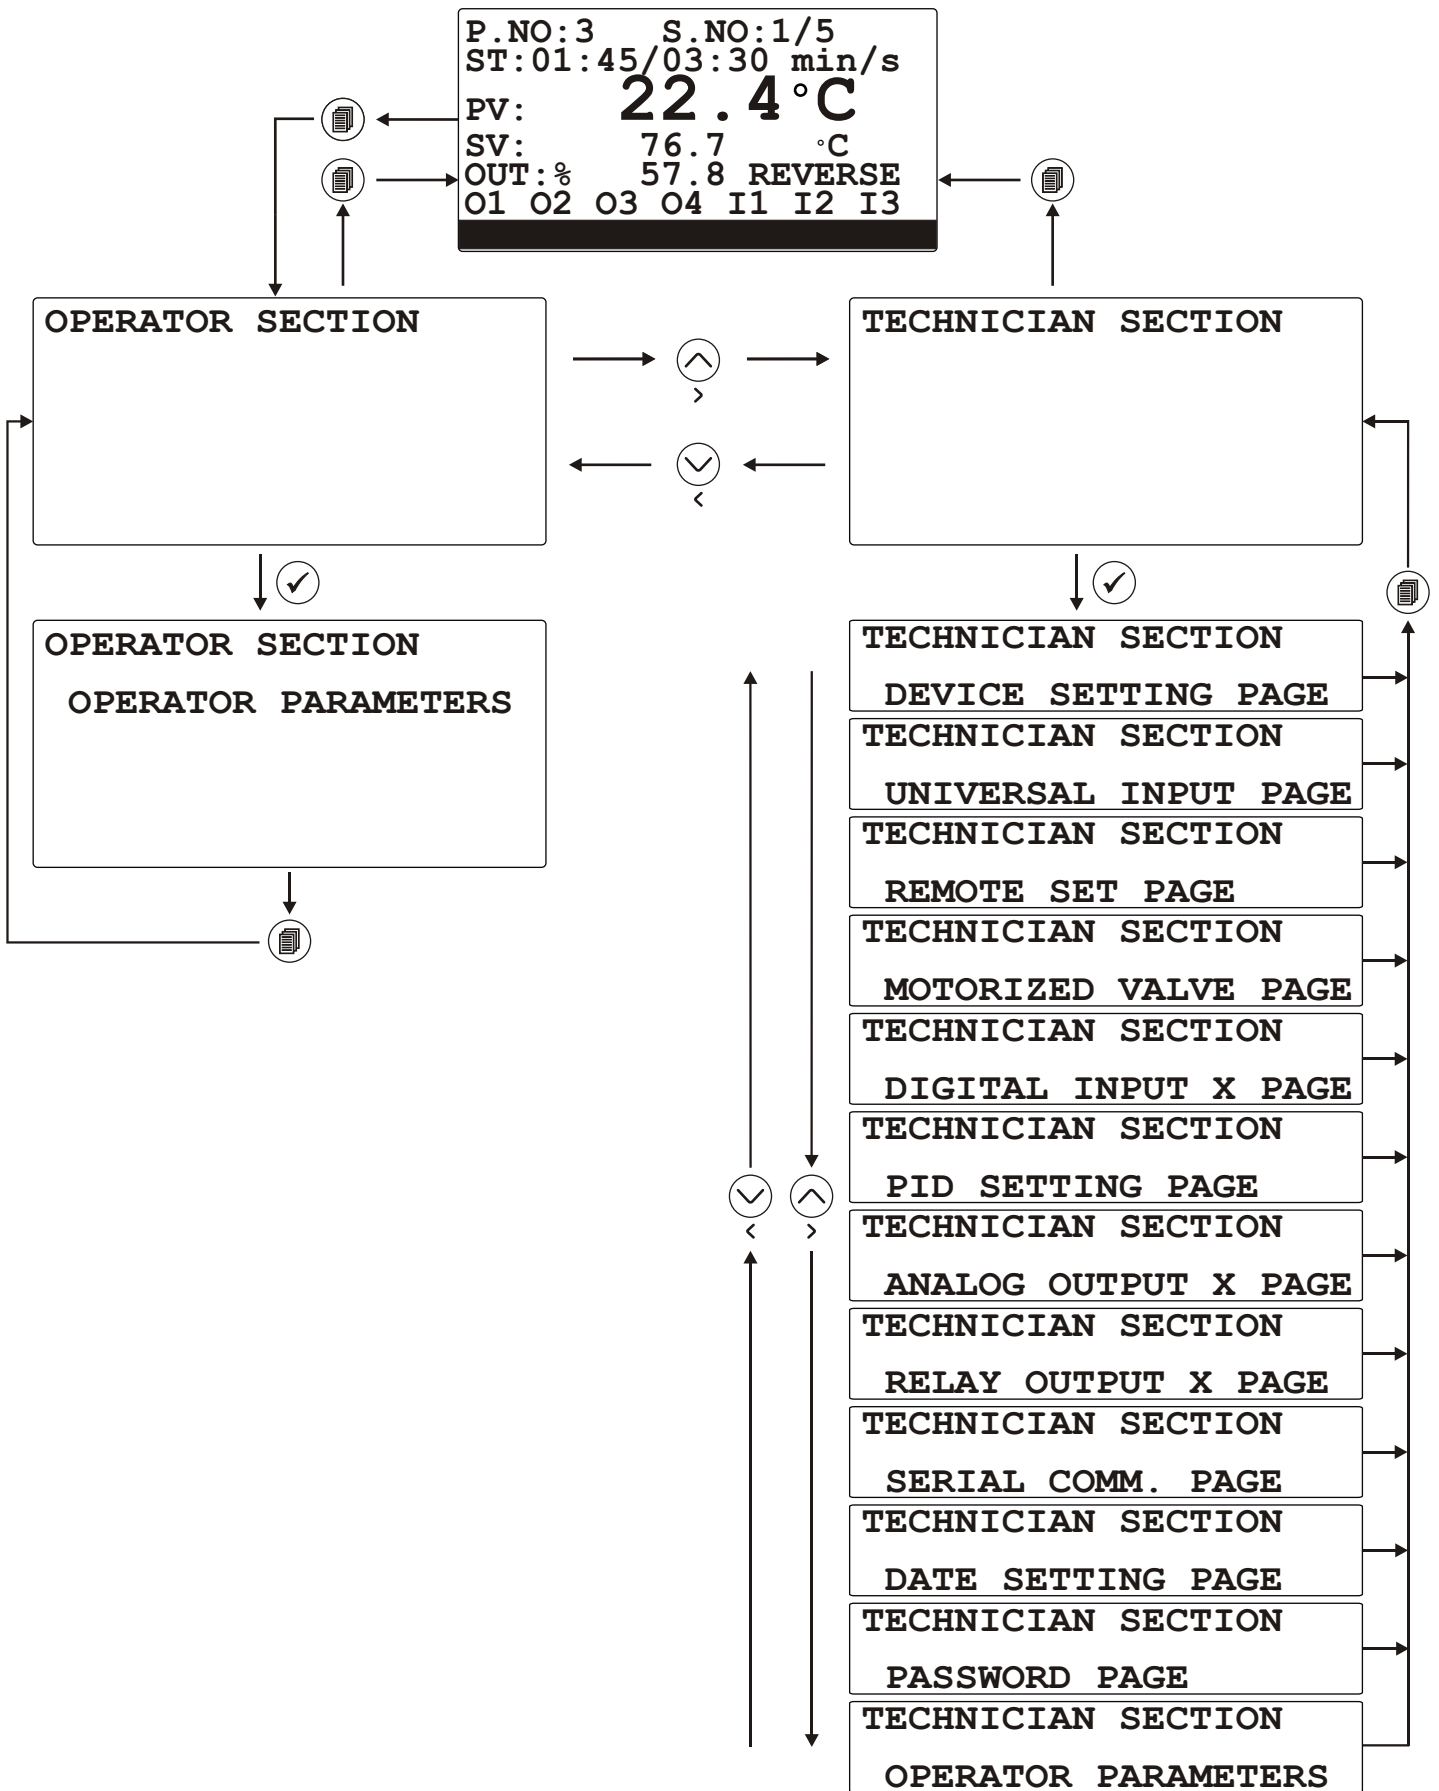 P.NO:3 S.NO:1/5
ST:01:45/03:30 min/s
PV: 22.4°C
SV: 76.7 °C
OUT:% 57.8 REVERSE
O1 O2 O3 O4 I1 I2 I3
OPERATOR SECTION
TECHNICIAN SECTION
>
<
OPERATOR SECTION
OPERATOR PARAMETERS
TECHNICIAN SECTION
DEVICE SETTING PAGE
TECHNICIAN SECTION
UNIVERSAL INPUT PAGE
TECHNICIAN SECTION
REMOTE SET PAGE
TECHNICIAN SECTION
MOTORIZED VALVE PAGE
TECHNICIAN SECTION
DIGITAL INPUT X PAGE
TECHNICIAN SECTION
PID SETTING PAGE
< >
TECHNICIAN SECTION
ANALOG OUTPUT X PAGE
TECHNICIAN SECTION
RELAY OUTPUT X PAGE
TECHNICIAN SECTION
SERIAL COMM. PAGE
TECHNICIAN SECTION
DATE SETTING PAGE
TECHNICIAN SECTION
PASSWORD PAGE
TECHNICIAN SECTION
OPERATOR PARAMETERS